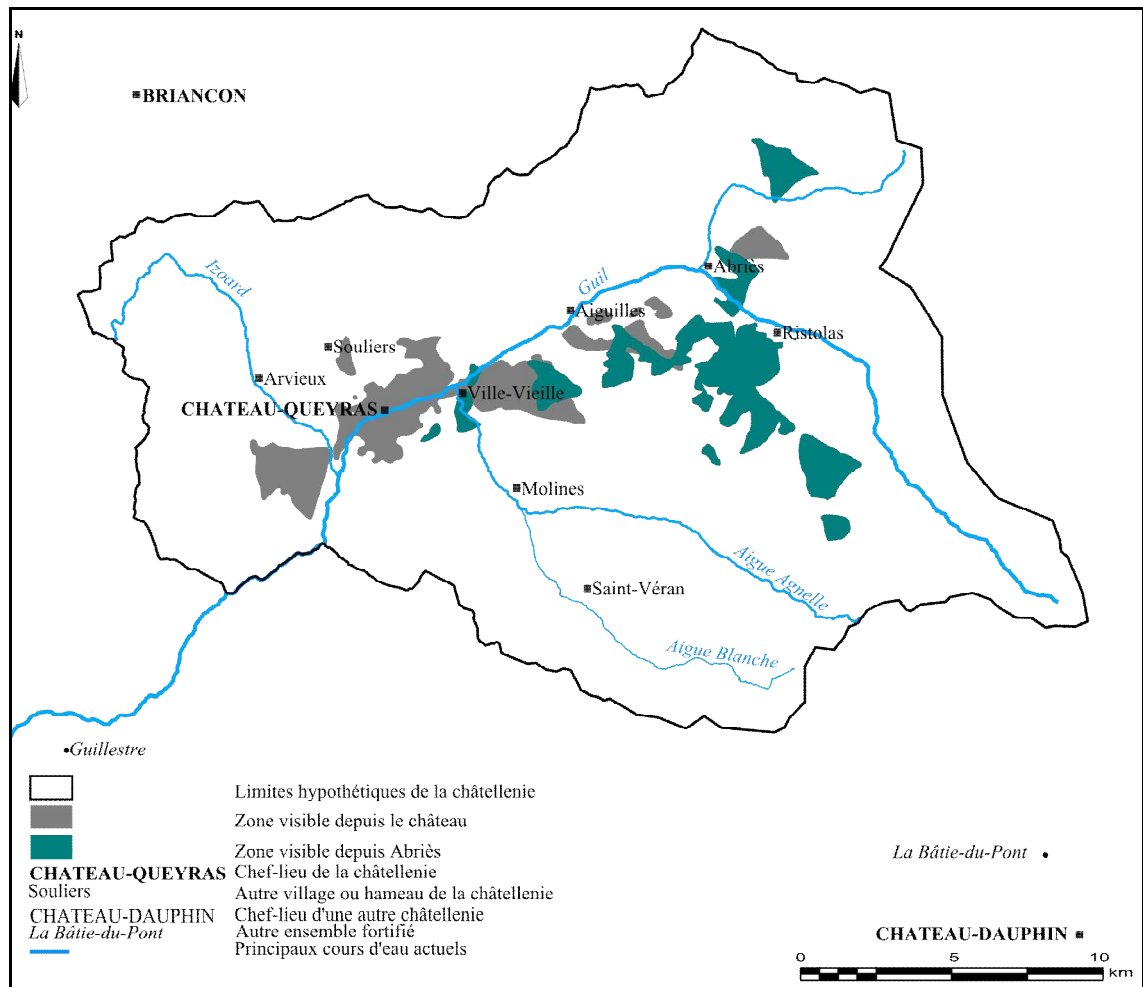 N
BRIANCON
Izoard
Guil
Abriès
Aiguilles
Ristolas
Souliers
Arvieux
Ville-Vieille
CHATEAU-QUEYRAS
Molines
Aigue Agnelle
Saint-Véran
Aigue Blanche
Guillestre
Limites hypothétiques de la châtellenie
Zone visible depuis le château
Zone visible depuis Abriès
CHATEAU-QUEYRAS Chef-lieu de la châtellenie
Souliers Autre village ou hameau de la châtellenie
CHATEAU-DAUPHIN Chef-lieu d'une autre châtellenie
La Bâtie-du-Pont Autre ensemble fortifié
Principaux cours d'eau actuels
La Bâtie-du-Pont
CHATEAU-DAUPHIN
0 5 10
km